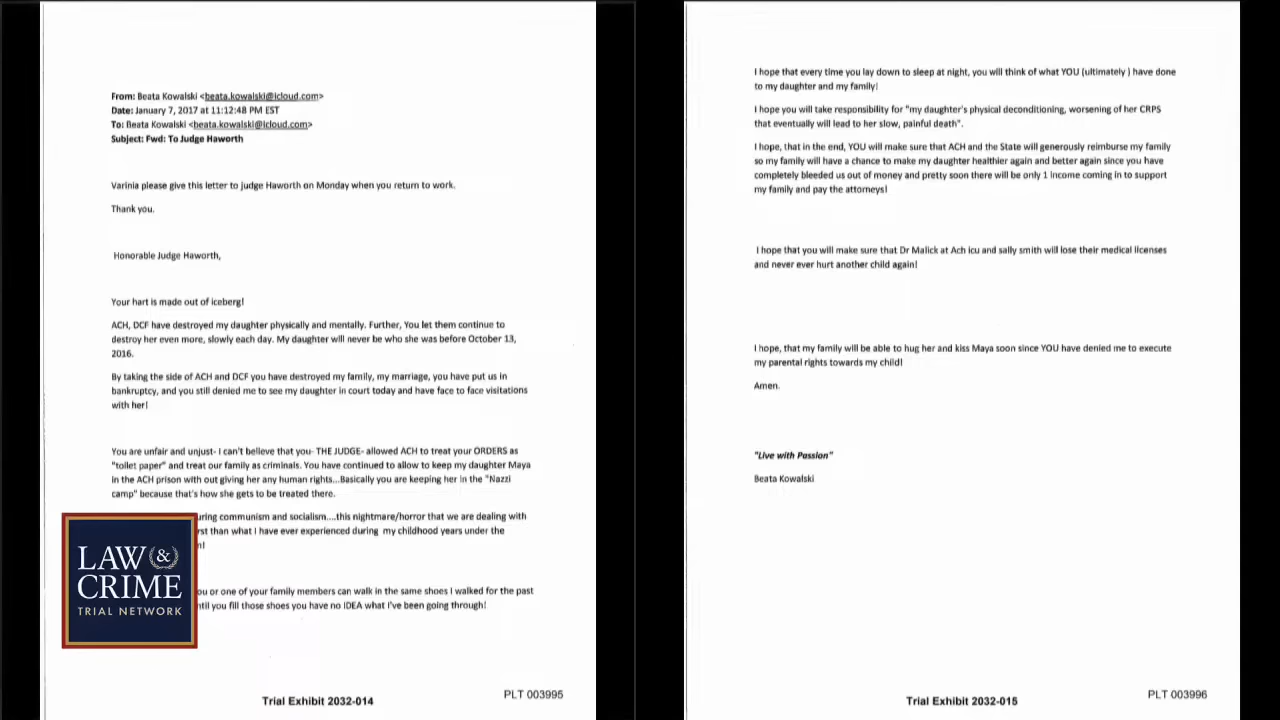 From: Beata Kowalski <beata.kowalski@icloud.com>
Date: January 7, 2017 at 11:12:48 PM EST
To: Beata Kowalski <beata.kowalski@icloud.com>
Subject: Fwd: To Judge Haworth
Varinia please give this letter to judge Haworth on Monday when you return to work.
Thank you.
Honorable Judge Haworth,
Your hart is made out of iceberg!
ACH, DCF have destroyed my daughter physically and mentally. Further, You let them continue to
destroy her even more, slowly each day. My daughter will never be who she was before October 13,
2016.
By taking the side of ACH and DCF you have destroyed my family, my marriage, you have put us in
bankruptcy, and you still denied me to see my daughter in court today and have face to face visitations
with her!
You are unfair and unjust- I can't believe that you- THE JUDGE- allowed ACH to treat your ORDERS as
"toilet paper" and treat our family as criminals. You have continued to allow to keep my daughter Maya
in the ACH prison with out giving her any human rights...Basically you are keeping her in the "Nazzi
camp" because that's how she gets to be treated there.
communism and socialism....this nightmare/horror that we are dealing with
than what I have ever experienced during my childhood years under the
or one of your family members can walk in the same shoes I walked for the past
you fill those shoes you have no IDEA what I've been going through!
LAW &
CRIME
TRIAL NETWORK
Trial Exhibit 2032-014
PLT 003995
I hope that every time you lay down to sleep at night, you will think of what YOU (ultimately ) have done
to my daughter and my family!
I hope you will take responsibility for "my daughter's physical deconditioning, worsening of her CRPS
that eventually will lead to her slow, painful death".
I hope, that in the end, YOU will make sure that ACH and the State will generously reimburse my family
so my family will have a chance to make my daughter healthier again and better again since you have
completely bleeded us out of money and pretty soon there will be only 1 income coming in to support
my family and pay the attorneys!
I hope that you will make sure that Dr Malick at Ach icu and sally smith will lose their medical licenses
and never ever hurt another child again!
I hope, that my family will be able to hug her and kiss Maya soon since YOU have denied me to execute
my parental rights towards my child!
Amen.
"Live with Passion"
Beata Kowalski
Trial Exhibit 2032-015
PLT 003996